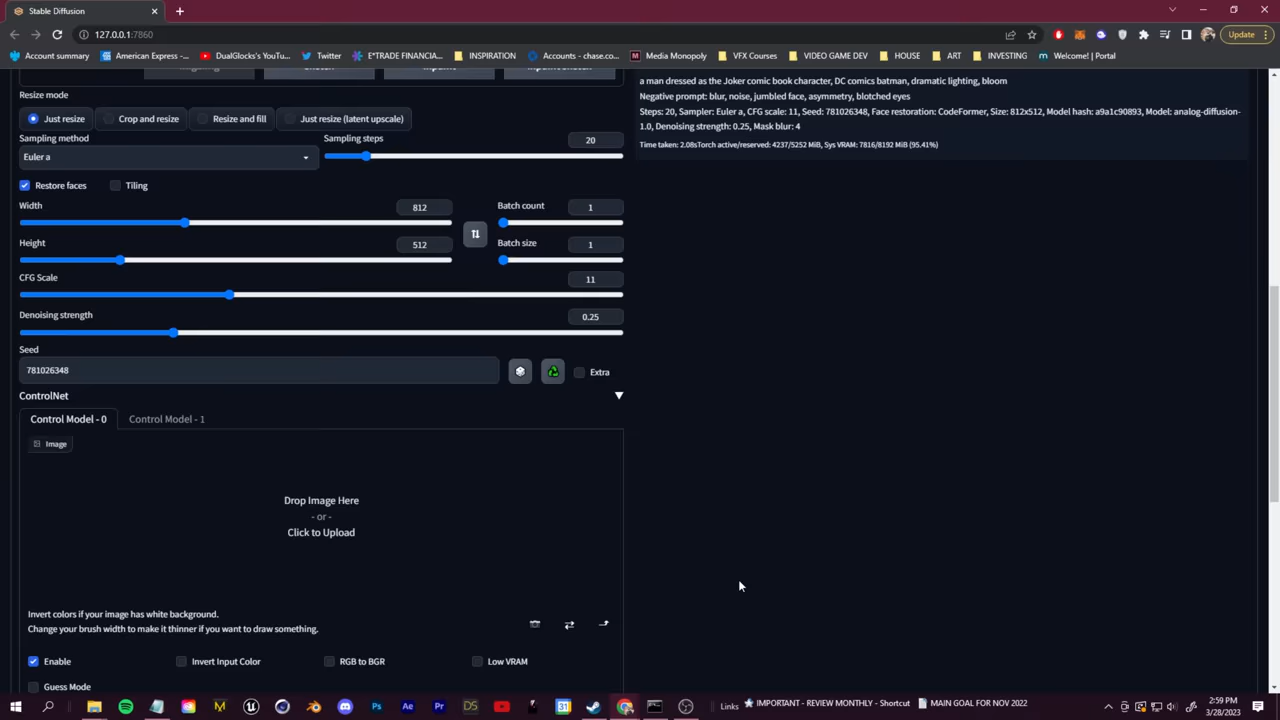 Stable Diffusion
127.0.0.1:7860
Update
Account summary
American Express -...
DualGlocks's YouTu...
Twitter
E*TRADE FINANCIAL...
INSPIRATION
Accounts - chase.co...
Media Monopoly
VFX Courses
VIDEO GAME DEV
HOUSE
ART
INVESTING
Welcome! | Portal
a man dressed as the Joker comic book character, DC comics batman, dramatic lighting, bloom
Negative prompt: blur, noise, jumbled face, asymmetry, blotched eyes
Steps: 20, Sampler: Euler a, CFG scale: 11, Seed: 781026348, Face restoration: CodeFormer, Size: 812x512, Model hash: a9a1c90893, Model: analog-diffusion-
1.0, Denoising strength: 0.25, Mask blur: 4
Time taken: 2.08sTorch active/reserved: 4237/5252 MiB, Sys VRAM: 7816/8192 MiB (95.41%)
Resize mode
Just resize
Crop and resize
Resize and fill
Just resize (latent upscale)
Sampling method
Sampling steps
20
Euler a
Restore faces
Tiling
Width
812
Batch count
1
Height
512
Batch size
1
CFG Scale
11
Denoising strength
0.25
Seed
781026348
Extra
ControlNet
Control Model - 0
Control Model - 1
Image
Drop Image Here
- or -
Click to Upload
Invert colors if your image has white background.
Change your brush width to make it thinner if you want to draw something.
Enable
Invert Input Color
RGB to BGR
Low VRAM
Guess Mode
Links
IMPORTANT - REVIEW MONTHLY - Shortcut
MAIN GOAL FOR NOV 2022
2:59 PM
3/28/2023